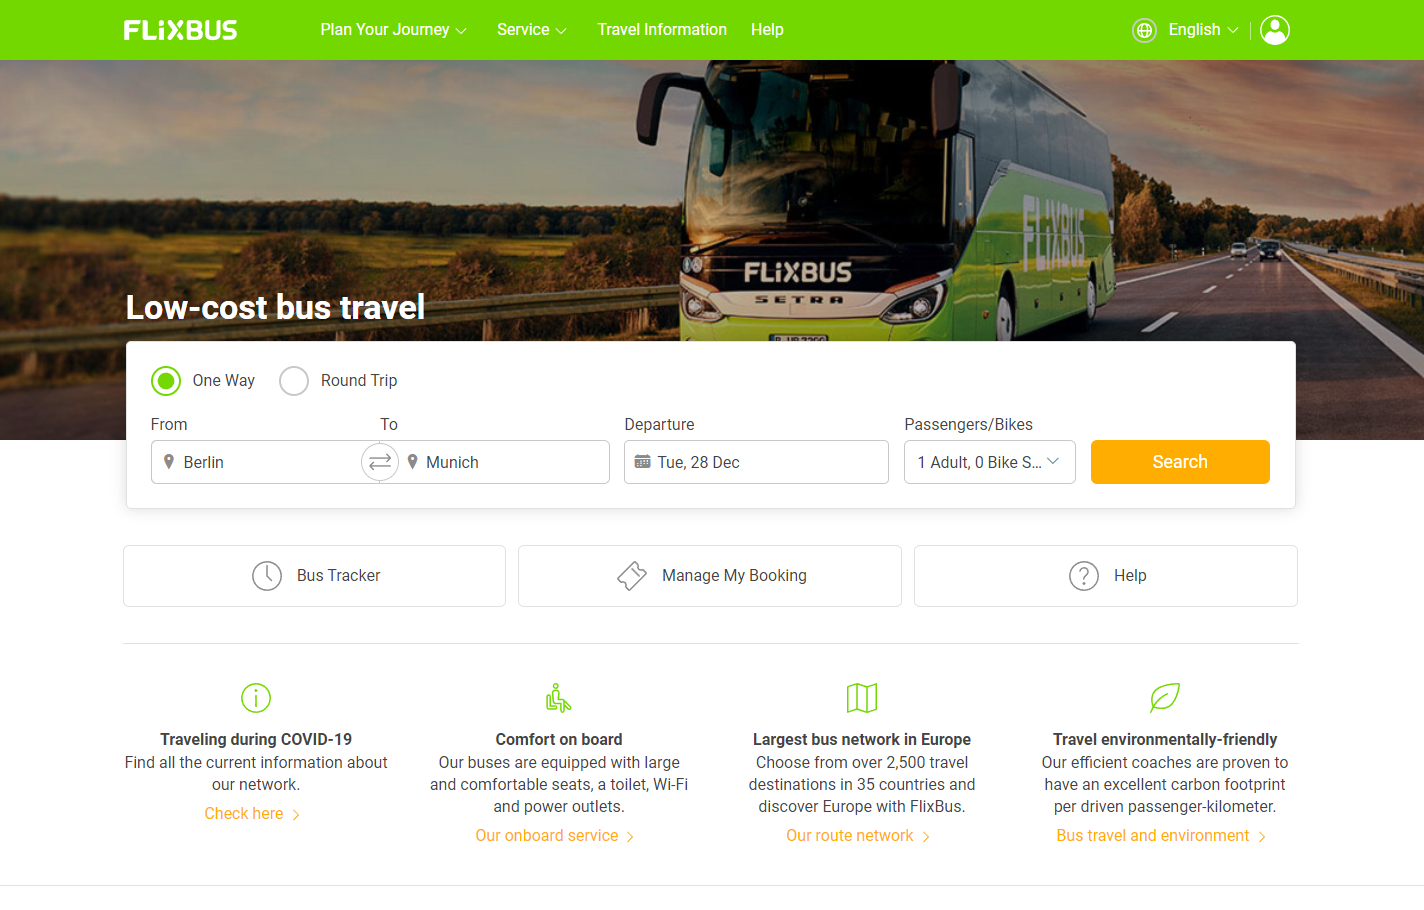 FLiXBUS
Plan Your Journey
Service
Travel Information
Help
English
FLiXBUS
FLiXBUS
SETRA
Low-cost bus travel
One Way
Round Trip
From
To
Departure
Passengers/Bikes
Berlin
Munich
Tue, 28 Dec
1 Adult, 0 Bike S...
Search
Bus Tracker
Manage My Booking
Help
Traveling during COVID-19
Find all the current information about
our network.
Check here
Comfort on board
Our buses are equipped with large
and comfortable seats, a toilet, Wi-Fi
and power outlets.
Our onboard service
Largest bus network in Europe
Choose from over 2,500 travel
destinations in 35 countries and
discover Europe with FlixBus.
Our route network
Travel environmentally-friendly
Our efficient coaches are proven to
have an excellent carbon footprint
per driven passenger-kilometer.
Bus travel and environment